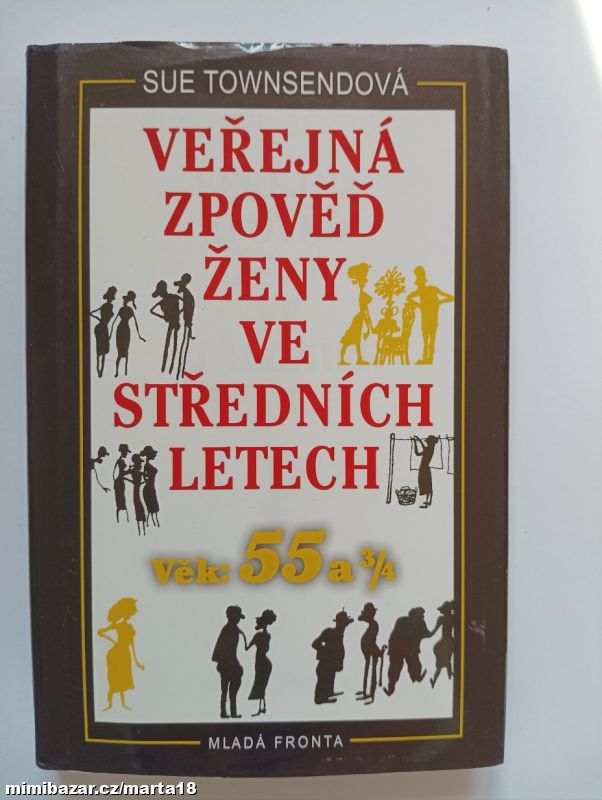 SUE TOWNSENDOVÁ
VEŘEJNÁ
ZPOVĚĎ
ŽENY
VE
STŘEDNÍCH
LETECH
Věk: 55 a 3/4
MLADÁ FRONTA
mimibazar.cz/marta18